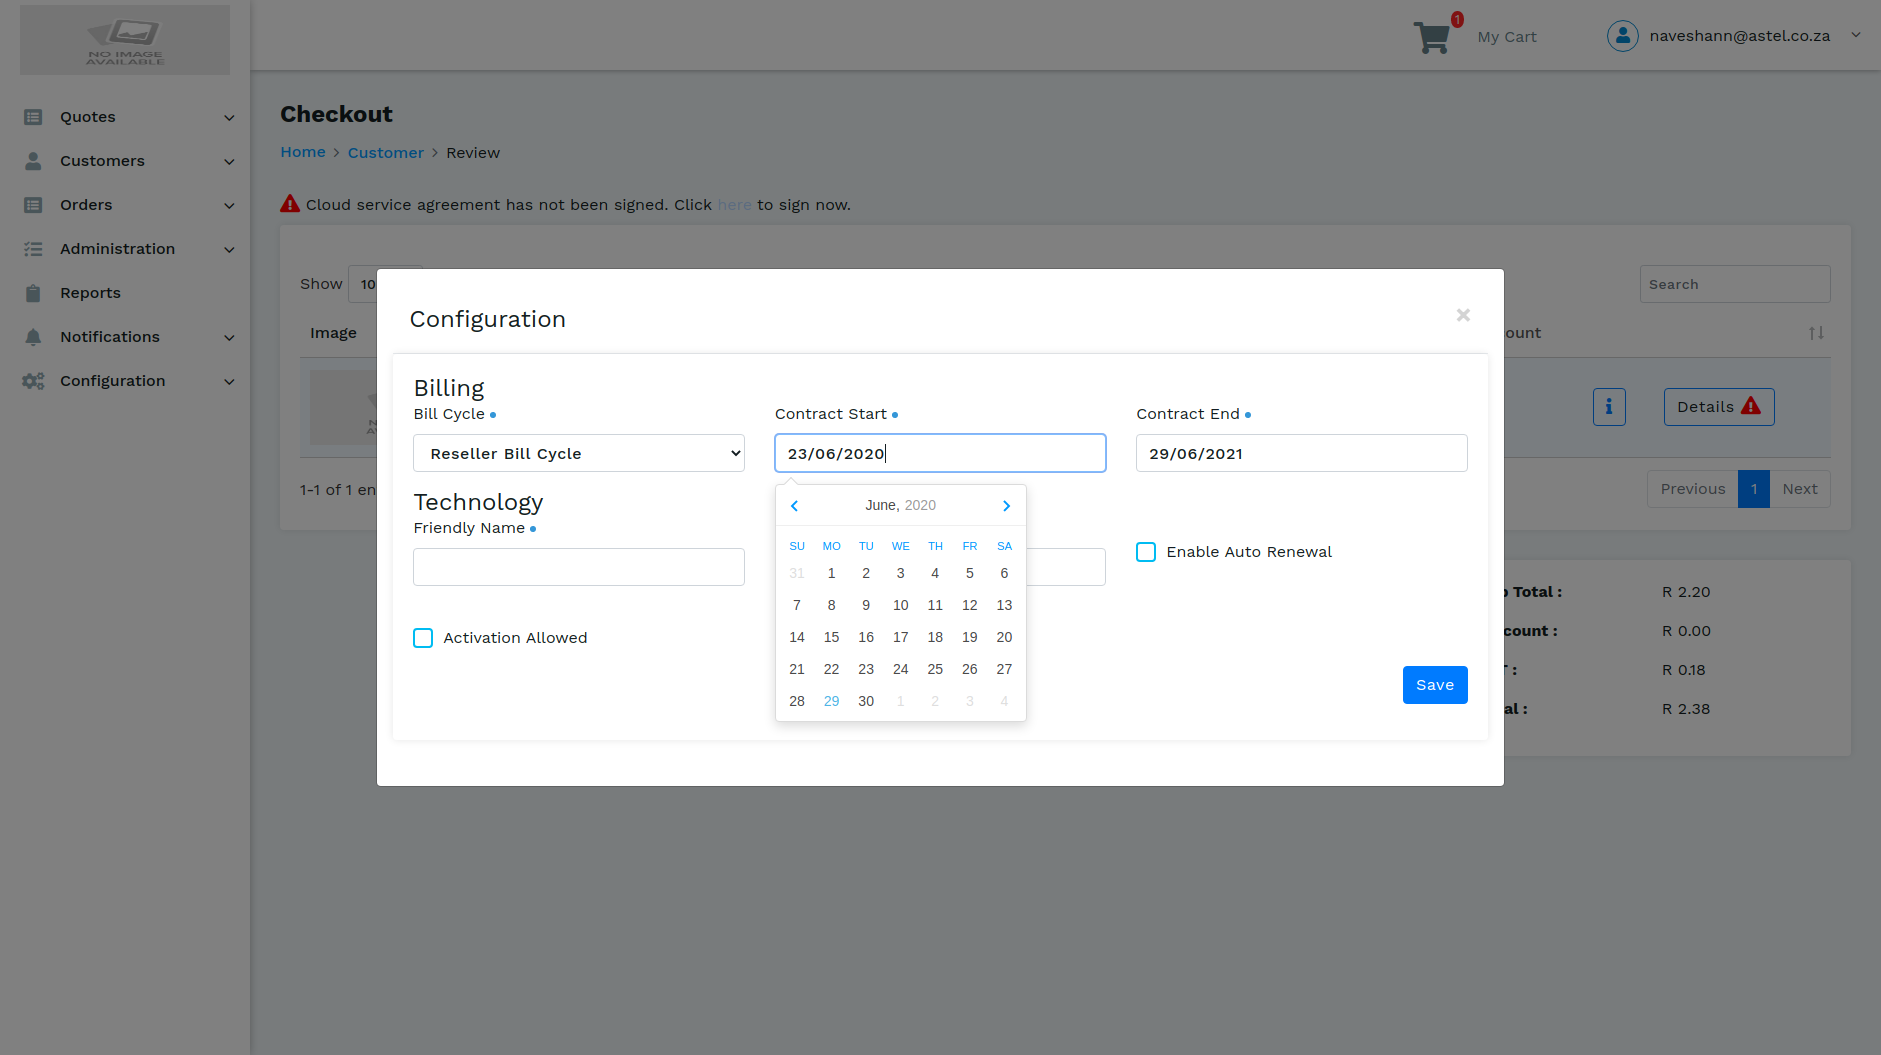 NO IMAGE
AVAILABLE
1
My Cart
naveshann@astel.co.za
Quotes
Customers
Orders
Administration
Reports
Notifications
Configuration
Checkout
Home > Customer > Review
Cloud service agreement has not been signed. Click here to sign now.
Show 10
Search
Image
ount
Details
1-1 of 1 en
Previous 1 Next
Configuration
×
Billing
Bill Cycle
Contract Start
Contract End
Reseller Bill Cycle
23/06/2020
29/06/2021
Technology
Friendly Name
Enable Auto Renewal
Activation Allowed
June, 2020
SU MO TU WE TH FR SA
31 1 2 3 4 5 6
7 8 9 10 11 12 13
14 15 16 17 18 19 20
21 22 23 24 25 26 27
28 29 30 1 2 3 4
Save
Total : R 2.20
count : R 0.00
: R 0.18
al : R 2.38